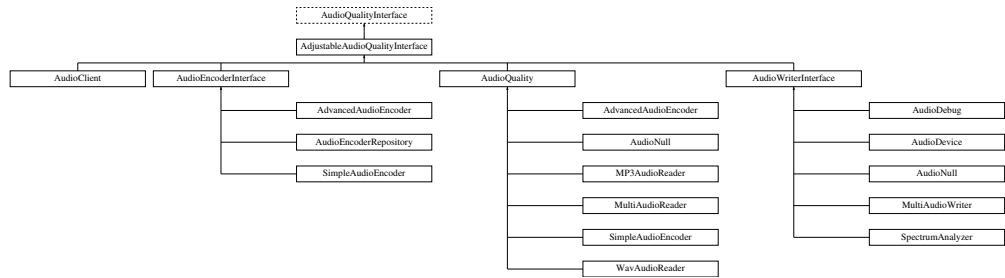 AudioQualityInterface
AdjustableAudioQualityInterface
AudioClient
AudioEncoderInterface
AudioQuality
AudioWriterInterface
AdvancedAudioEncoder
AdvancedAudioEncoder
AudioDebug
AudioEncoderRepository
AudioNull
AudioDevice
SimpleAudioEncoder
MP3AudioReader
AudioNull
MultiAudioReader
MultiAudioWriter
SimpleAudioEncoder
SpectrumAnalyzer
WavAudioReader